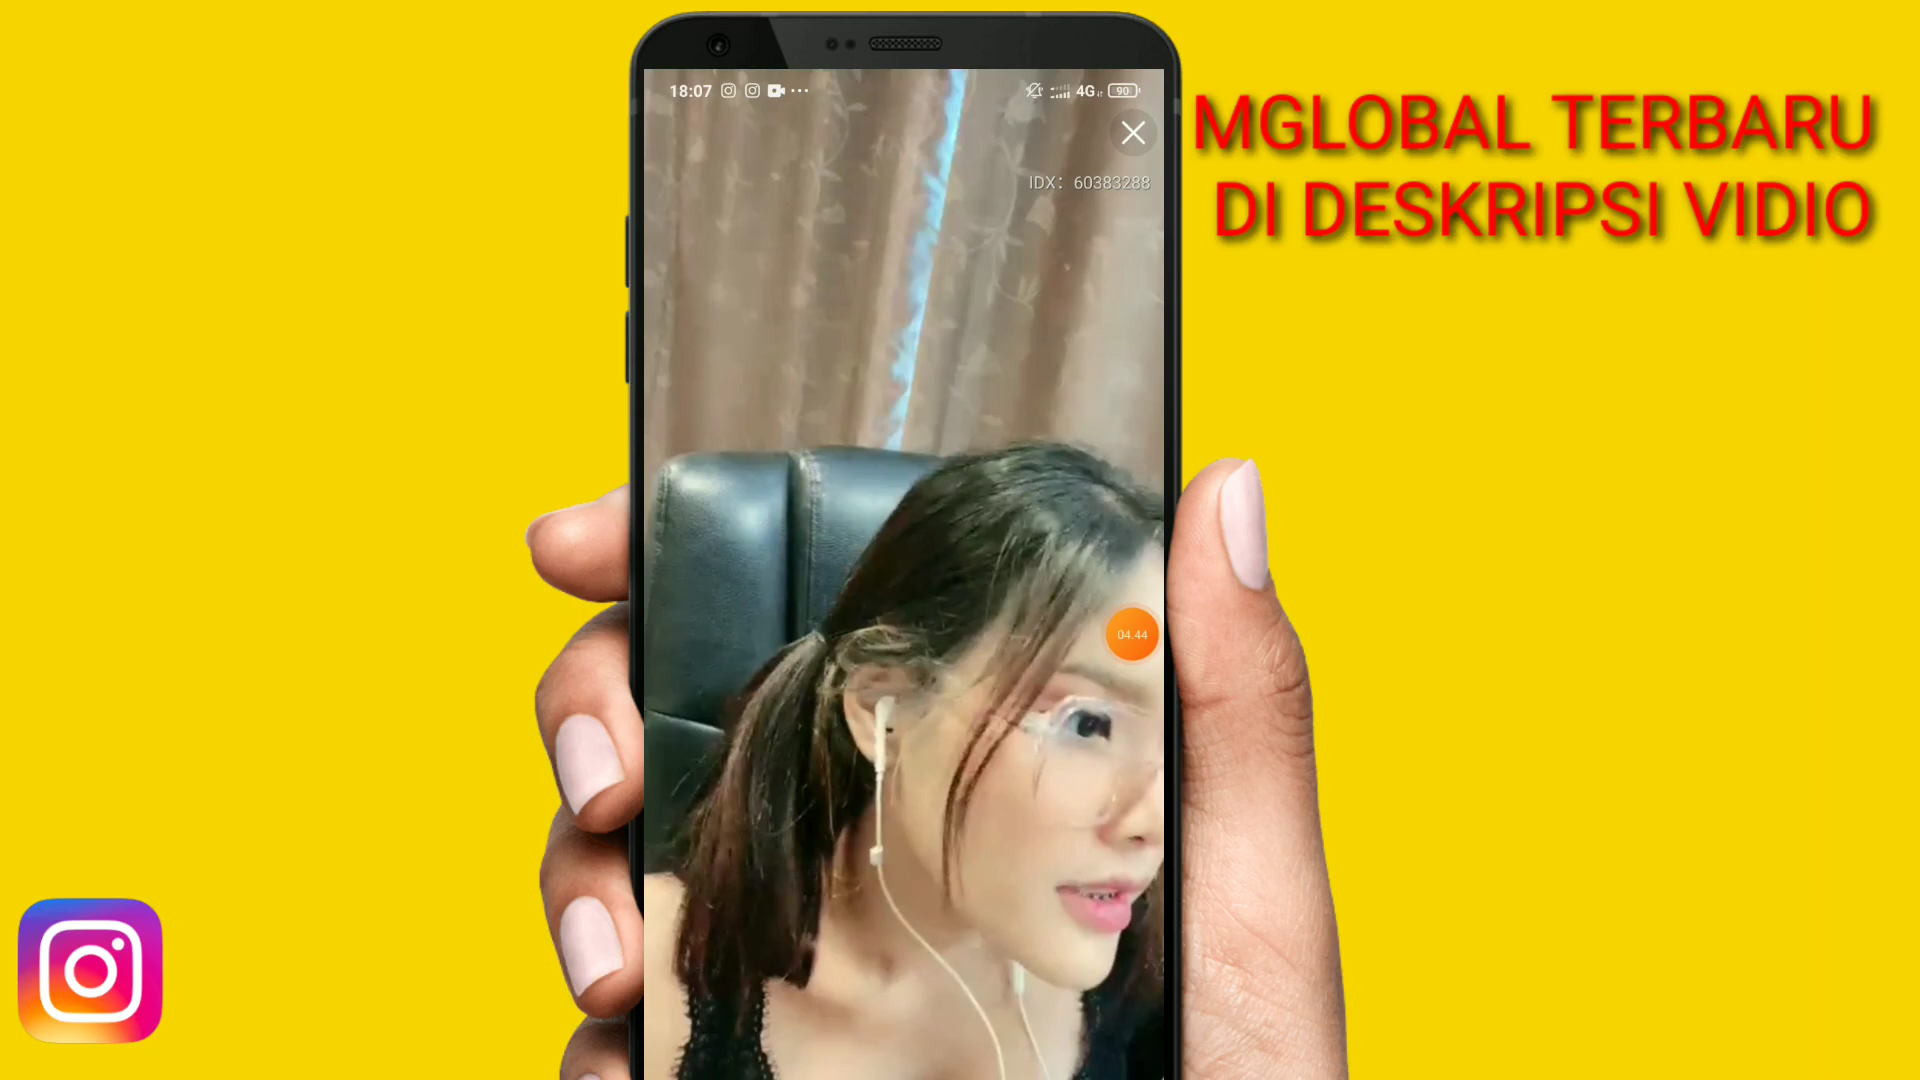 18:07
4G
90
MGLOBAL TERBARU
DI DESKRIPSI VIDIO
IDX: 60383288
04.44